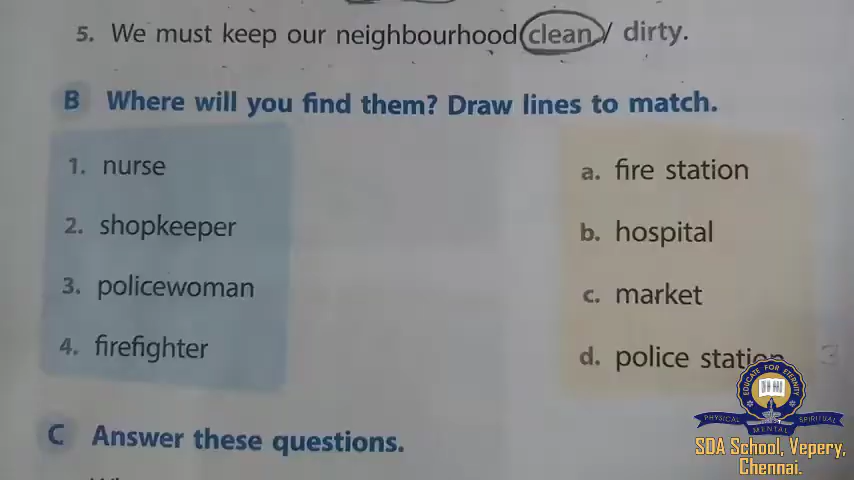 5. We must keep our neighbourhood clean / dirty.
B Where will you find them? Draw lines to match.
1. nurse
a. fire station
2. shopkeeper
b. hospital
3. policewoman
c. market
4. firefighter
d. police station
C Answer these questions.
EDUCATE FOR ETERNITY
PHYSICAL MENTAL SPIRITUAL
SDA School, Vepery,
Chennai.